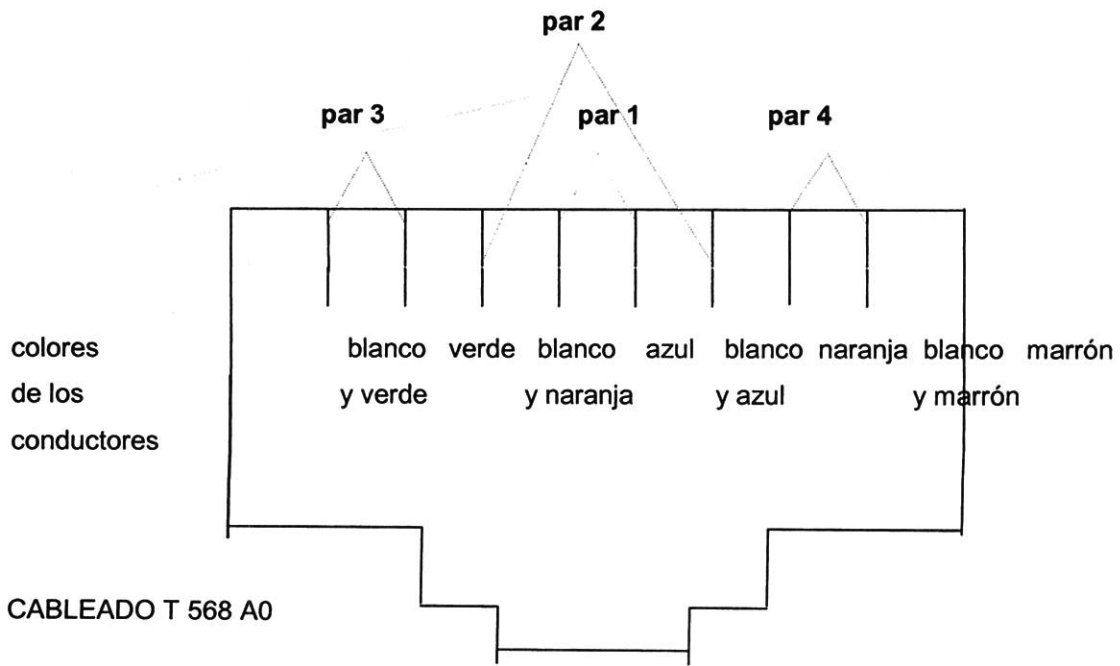 par 2
par 3 par 1 par 4
colores blanco verde blanco azul blanco naranja blanco marrón
de los y verde y naranja y azul y marrón
conductores
CABLEADO T 568 A0